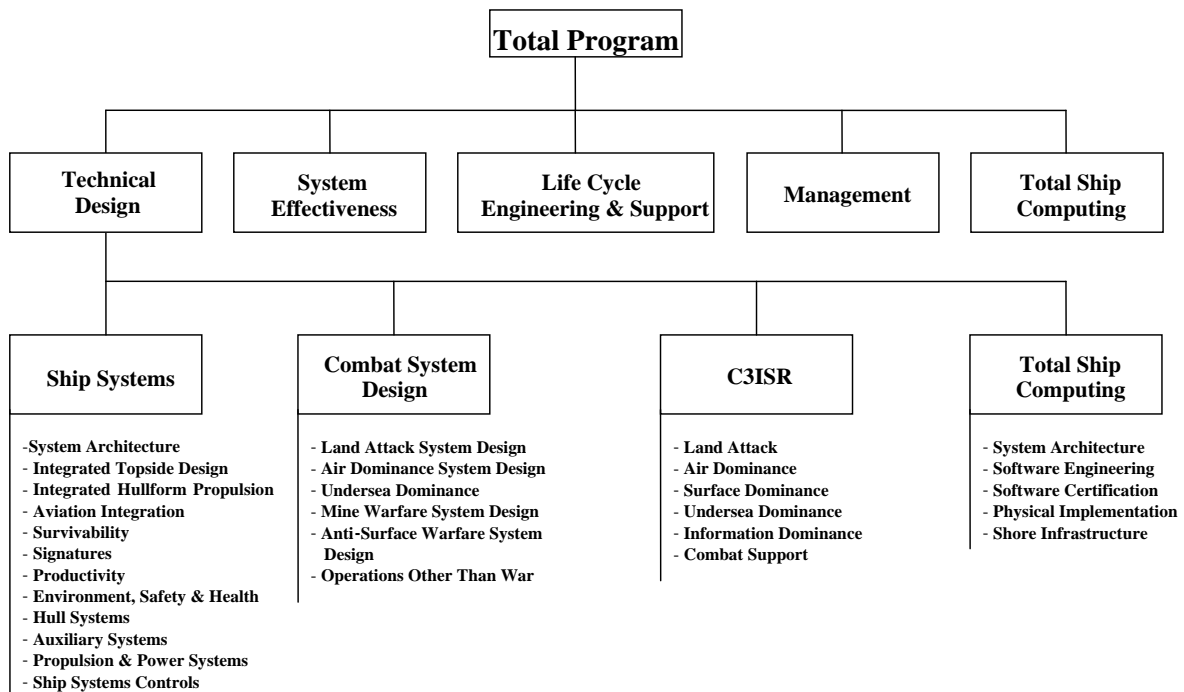 Total Program
Technical
Design
System
Effectiveness
Life Cycle
Engineering & Support
Management
Total Ship
Computing
Ship Systems
Combat System
Design
C3ISR
Total Ship
Computing
-System Architecture
- Integrated Topside Design
- Integrated Hullform Propulsion
- Aviation Integration
- Survivability
- Signatures
- Productivity
- Environment, Safety & Health
- Hull Systems
- Auxiliary Systems
- Propulsion & Power Systems
- Ship Systems Controls
- Land Attack System Design
- Air Dominance System Design
- Undersea Dominance
- Mine Warfare System Design
- Anti-Surface Warfare System
Design
- Operations Other Than War
- Land Attack
- Air Dominance
- Surface Dominance
- Undersea Dominance
- Information Dominance
- Combat Support
- System Architecture
- Software Engineering
- Software Certification
- Physical Implementation
- Shore Infrastructure